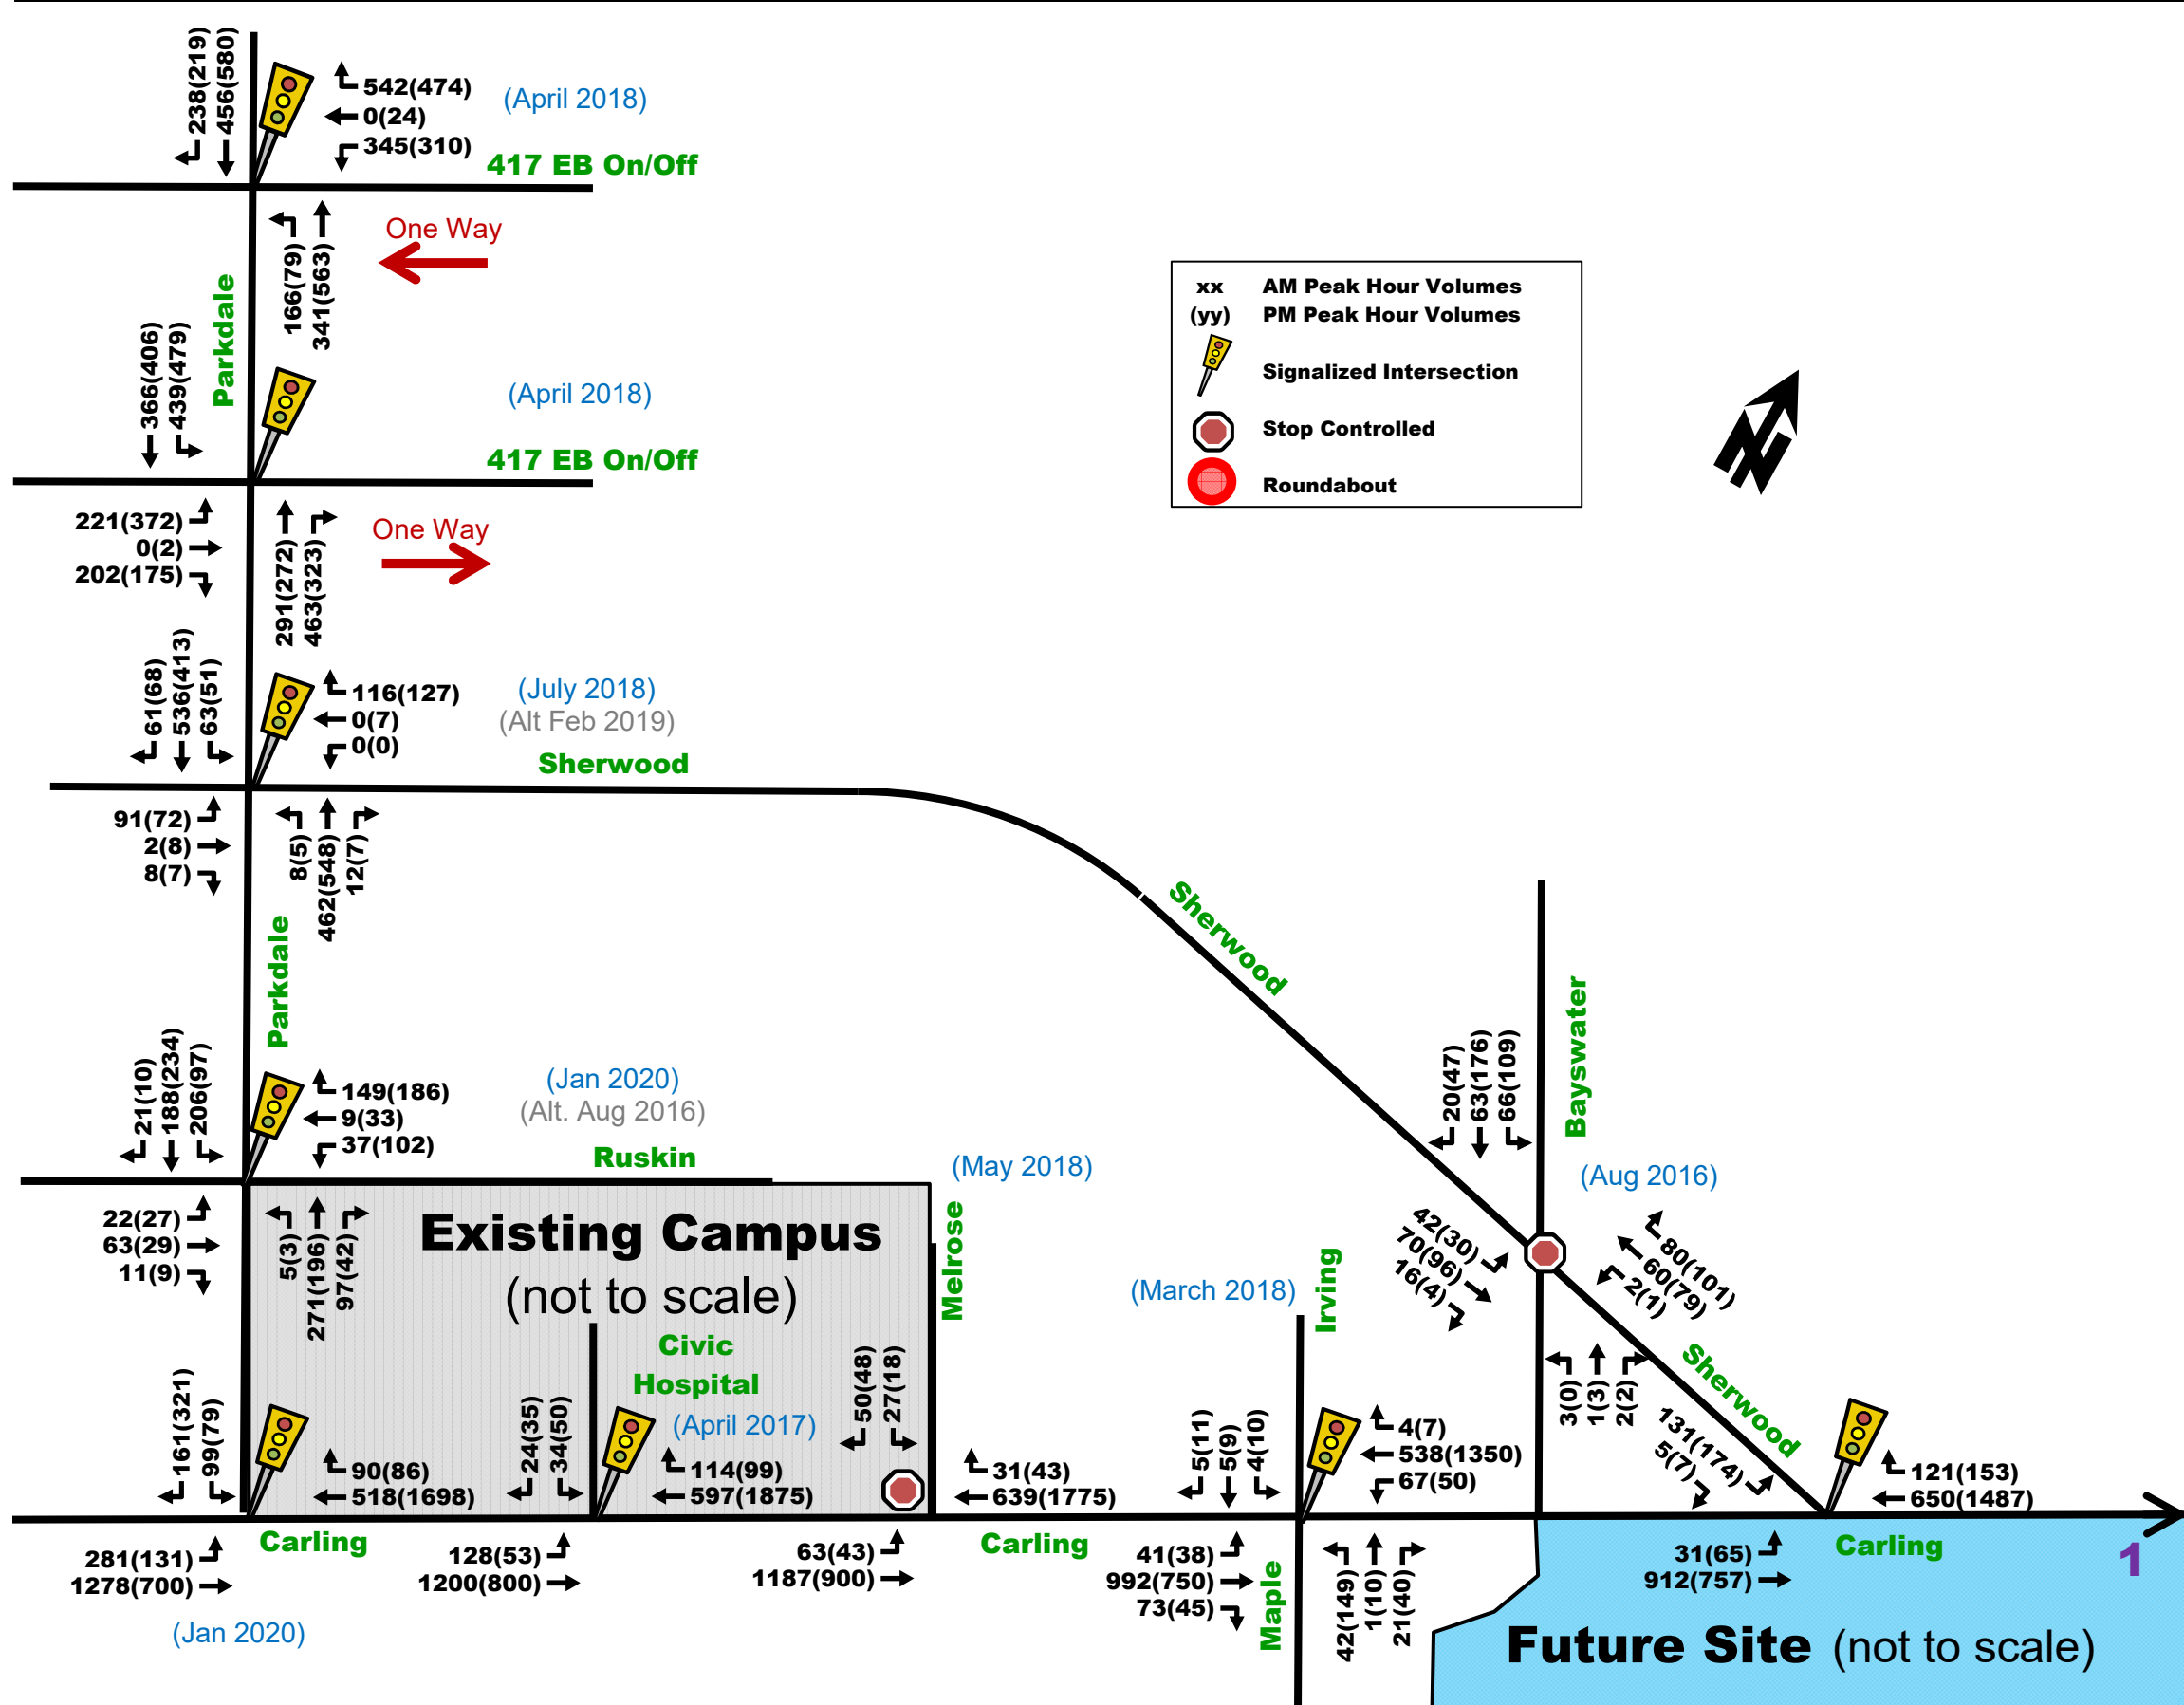 238(219)
456(580)
542(474)
0(24)
345(310)
(April 2018)
417 EB On/Off
166(79)
341(563)
One Way
Parkdale
366(406)
439(479)
(April 2018)
417 EB On/Off
221(372)
0(2)
202(175)
291(272)
463(323)
One Way
xx AM Peak Hour Volumes
(yy) PM Peak Hour Volumes
Signalized Intersection
Stop Controlled
Roundabout
N
61(68)
536(413)
63(51)
116(127)
0(7)
0(0)
(July 2018)
(Alt Feb 2019)
Sherwood
91(72)
2(8)
8(7)
8(5)
462(548)
12(7)
Parkdale
Sherwood
21(10)
188(234)
206(97)
149(186)
9(33)
37(102)
(Jan 2020)
(Alt. Aug 2016)
Ruskin
22(27)
63(29)
11(9)
5(3)
271(196)
97(42)
Existing Campus
(not to scale)
(May 2018)
Melrose
20(47)
63(176)
66(109)
Bayswater
(Aug 2016)
42(30)
70(96)
16(4)
80(101)
60(79)
2(1)
3(0)
1(3)
2(2)
Sherwood
131(174)
5(7)
161(321)
99(79)
90(86)
518(1698)
Civic
Hospital
(April 2017)
24(35)
34(50)
114(99)
597(1875)
50(48)
27(18)
31(43)
639(1775)
(March 2018)
Irving
5(11)
5(9)
4(10)
4(7)
538(1350)
67(50)
121(153)
650(1487)
Carling
281(131)
1278(700)
(Jan 2020)
128(53)
1200(800)
63(43)
1187(900)
Carling
41(38)
992(750)
73(45)
Maple
42(149)
1(10)
21(40)
31(65)
912(757)
Carling
1
Future Site (not to scale)